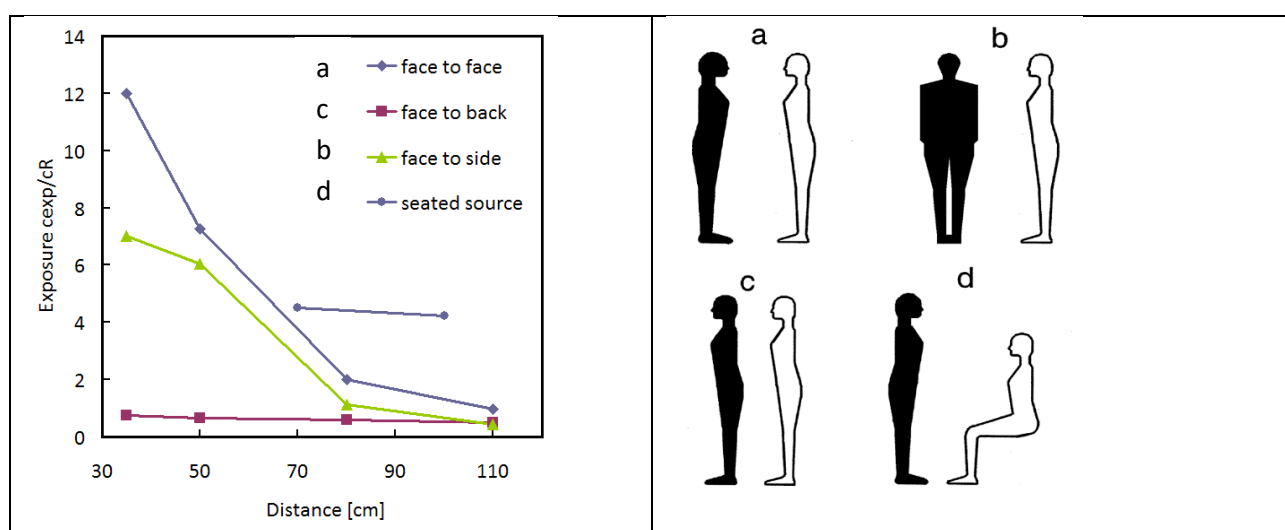 14
12
10
8
6
4
2
0
Exposure cexp/cR
30 50 70 90 110
Distance [cm]
a face to face
c face to back
b face to side
d seated source
a b
c d